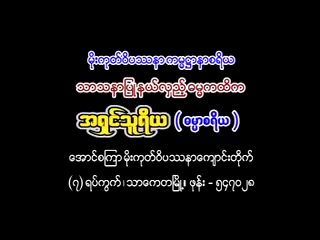 မိုးကုတ်ဝိပဿနာ ကမ္မဋ္ဌာနာစရိယ
သာသနာပြုနယ်လှည့် ဓမ္မကထိက
အရှင်သူရိယ ( ဓမ္မာစရိယ )
အောင်စကြာ မိုးကုတ်ဝိပဿနာကျောင်းတိုက်
(၇) ရပ်ကွက်၊ သာကေတမြို့။ ဖုန်း - ၅၄၇၀၂၈